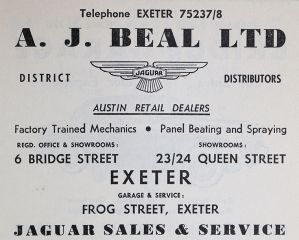 Telephone EXETER 75237/8
A. J. BEAL LTD
DISTRICT JAGUAR DISTRIBUTORS
AUSTIN RETAIL DEALERS
Factory Trained Mechanics • Panel Beating and Spraying
REGD. OFFICE & SHOWROOMS : SHOWROOMS :
6 BRIDGE STREET 23/24 QUEEN STREET
EXETER
GARAGE & SERVICE :
FROG STREET, EXETER
JAGUAR SALES & SERVICE